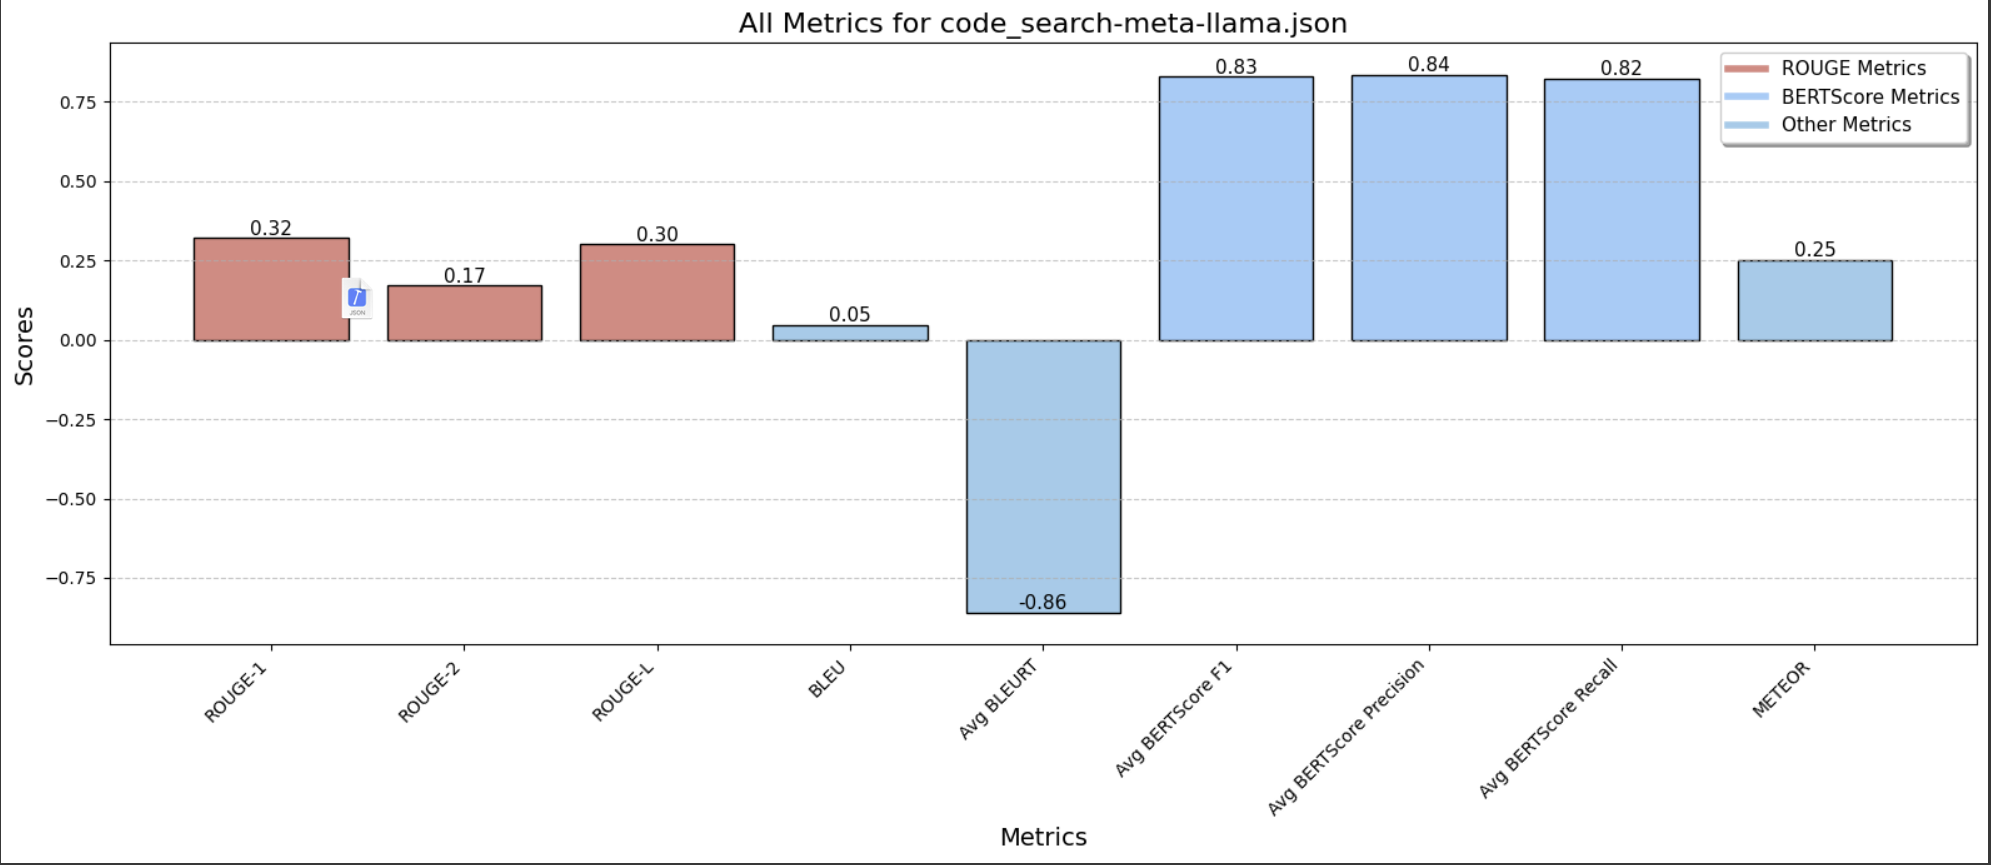 All Metrics for code_search-meta-llama.json
ROUGE Metrics
BERTScore Metrics
Other Metrics
Scores
0.75
0.50
0.25
0.00
−0.25
−0.50
−0.75
0.32
0.17
0.30
0.05
-0.86
0.83
0.84
0.82
0.25
JSON
ROUGE-1
ROUGE-2
ROUGE-L
BLEU
Avg BLEURT
Avg BERTScore F1
Avg BERTScore Precision
Avg BERTScore Recall
METEOR
Metrics